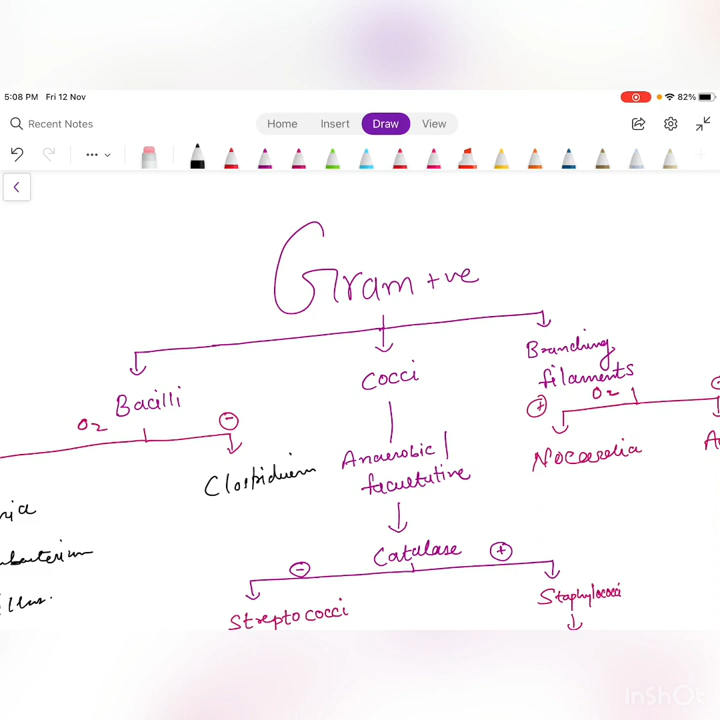 5:08 PM Fri 12 Nov
82%
Recent Notes
Home Insert Draw View
Gram +ve
Branching
filaments
Cocci
Bacilli
O2
O2
Anaerobic/
facultutive
Nocardia
Clostridium
Catalase
Streptococci
Staphylococci
InShOt